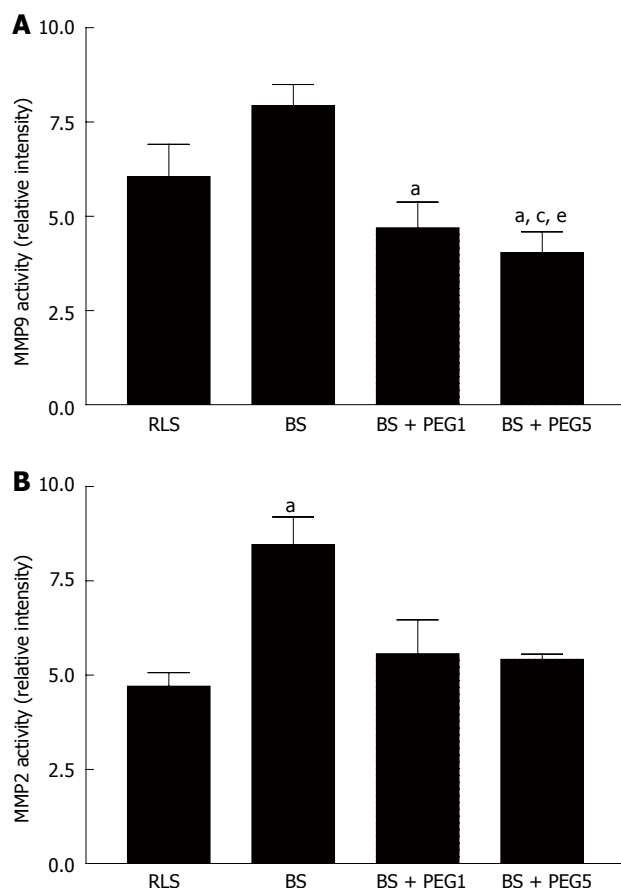 A
MMP9 activity (relative intensity)
10.0
7.5
5.0
2.5
0.0
a
a, c, e
RLS BS BS + PEG1 BS + PEG5
B
MMP2 activity (relative intensity)
10.0
7.5
5.0
2.5
0.0
a
RLS BS BS + PEG1 BS + PEG5